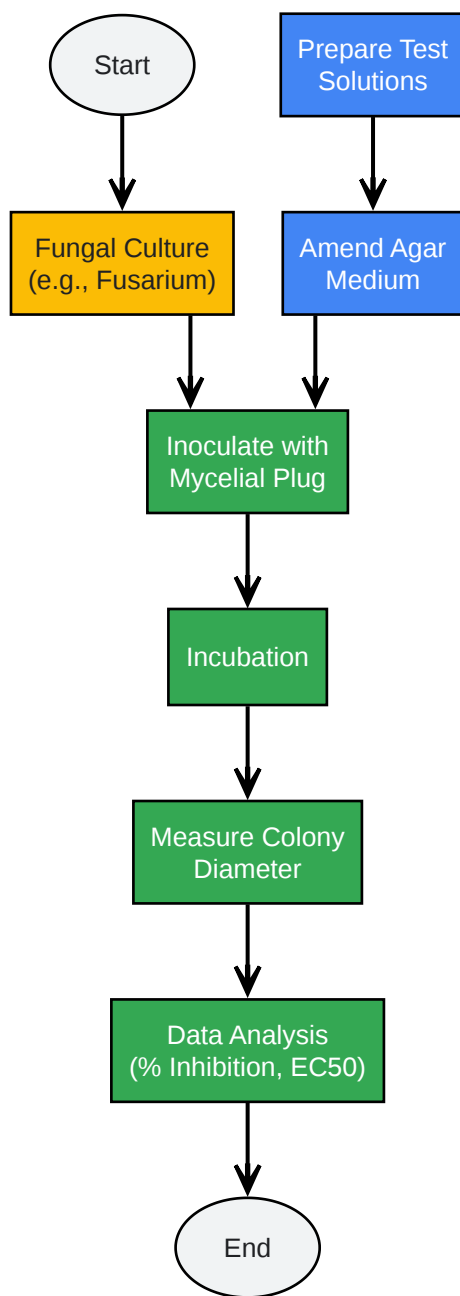 Start
Prepare Test
Solutions
Fungal Culture
(e.g., Fusarium)
Amend Agar
Medium
Inoculate with
Mycelial Plug
Incubation
Measure Colony
Diameter
Data Analysis
(% Inhibition, EC50)
End